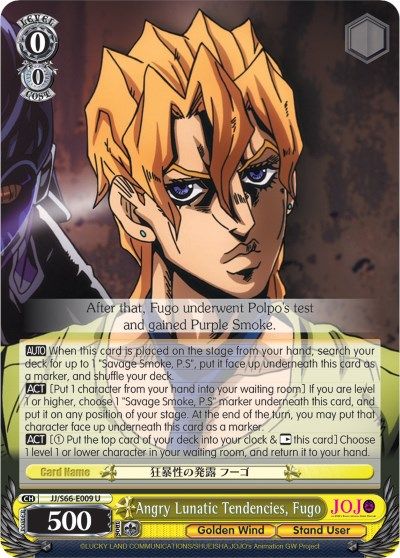 LEVEL
0
0
COST
After that, Fugo underwent Polpo's test
and gained Purple Smoke.
AUTO When this card is placed on the stage from your hand, search your
deck for up to 1 "Savage Smoke, P.S", put it face up underneath this card as
a marker, and shuffle your deck.
ACT [Put 1 character from your hand into your waiting room] If you are level
1 or higher, choose 1 "Savage Smoke, P.S" marker underneath this card, and
put it on any position of your stage. At the end of the turn, you may put that
character face up underneath this card as a marker.
ACT [① Put the top card of your deck into your clock & this card] Choose
1 character in your waiting room, and return it to your hand.
Card Name 狂暴性の発露 フーゴ
CH JJ/S66-E009 U
POWER 500 Angry Lunatic Tendencies, Fugo JOJO
Golden Wind Stand User
©LUCKY LAND COMMUNICATIONS/SHUEISHA,JOJO's Animation GW Project